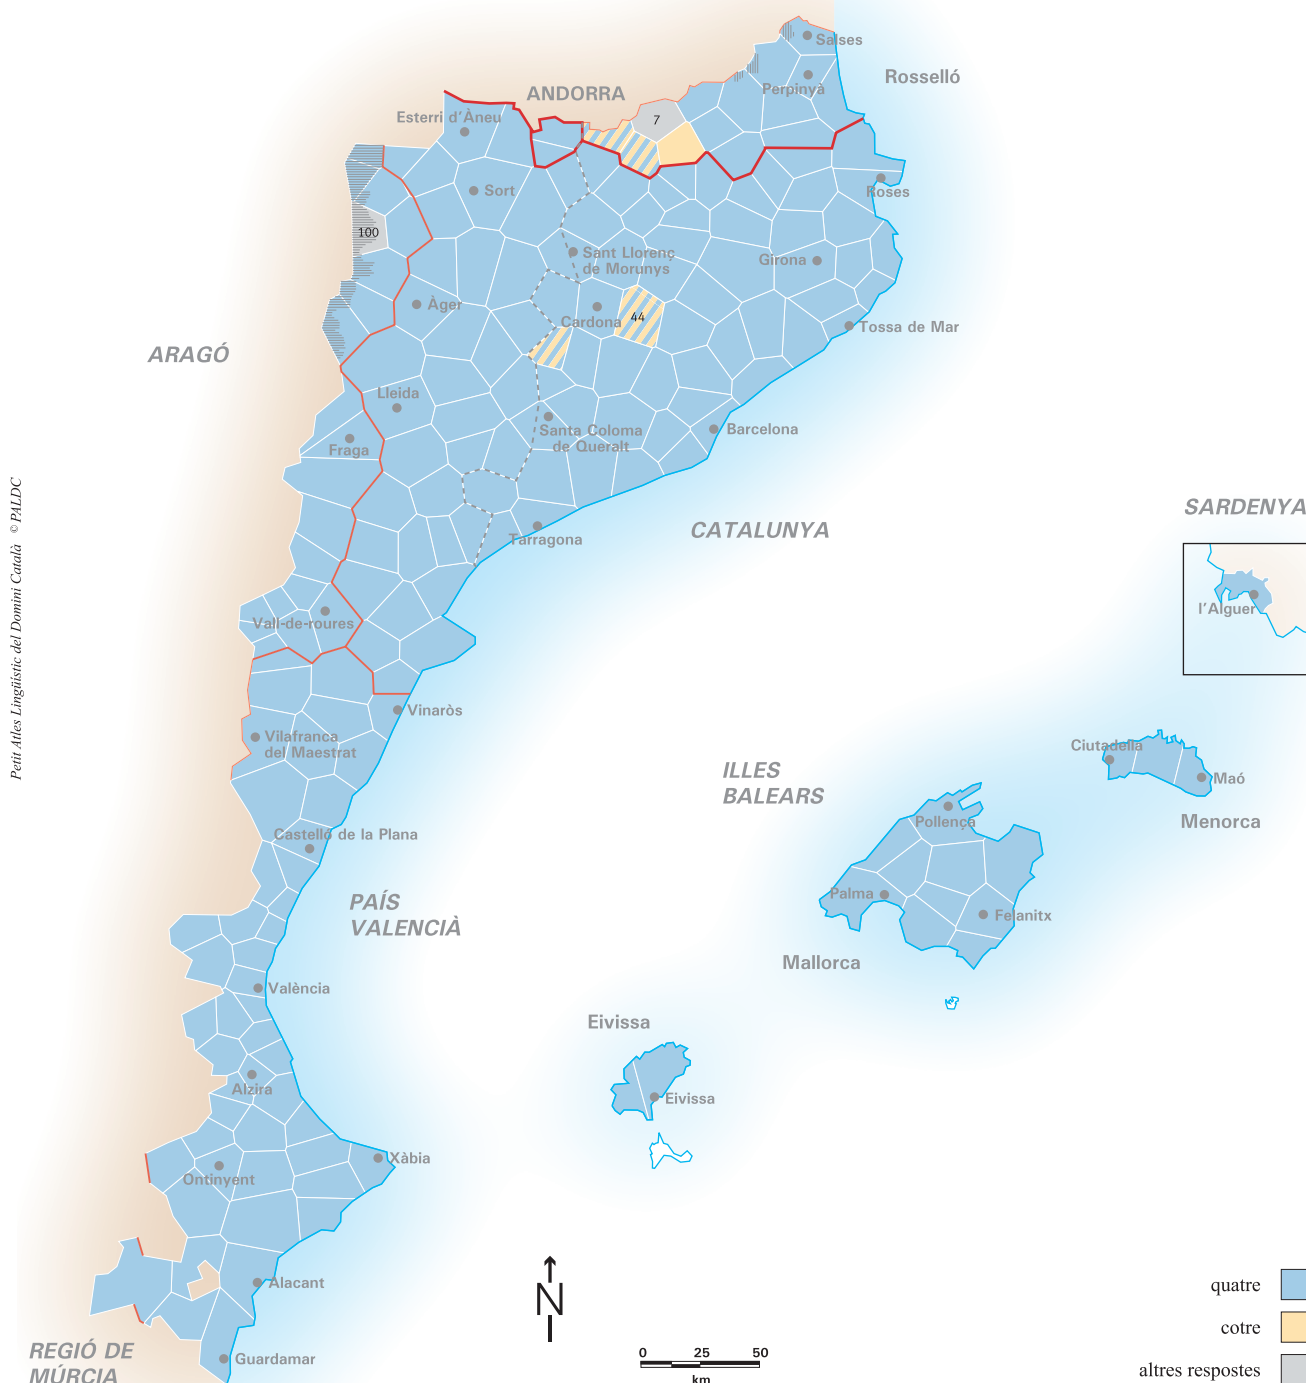 Salses
Rosselló
Perpinyà
ANDORRA
7
Esterri d'Àneu
Sort
Roses
100
Sant Llorenç
de Morunys
Girona
Àger
Cardona
44
Tossa de Mar
ARAGÓ
Lleida
Santa Coloma
de Queralt
Barcelona
Fraga
Petit Atles Lingüístic del Domini Català © PALDC
CATALUNYA
Tarragona
SARDENYA
l'Alguer
Vall-de-roures
Vinaròs
Vilafranca
del Maestrat
Ciutadella
Maó
ILLES
BALEARS
Menorca
Pollença
Castelló de la Plana
PAÍS
VALENCIÀ
Palma
Felanitx
Mallorca
València
Eivissa
Alzira
Eivissa
Xàbia
Ontinyent
Alacant
N
quatre
cotre
altres respostes
REGIÓ DE
MÚRCIA
Guardamar
0 25 50
km